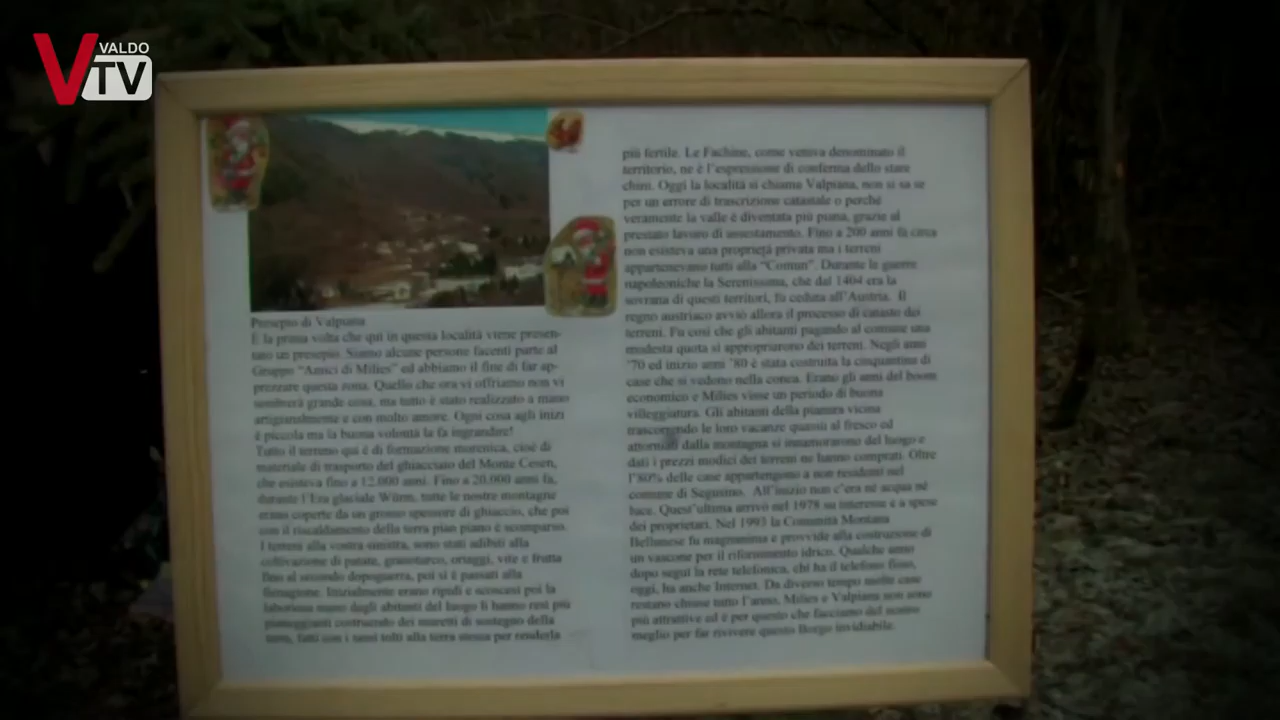 VALDO
VTV
Presepio di Valpiana
È la prima volta che qui in questa località viene presen-
tato un presepio. Siamo alcune persone facenti parte al
Gruppo "Amici di Milies" ed abbiamo il fine di far ap-
prezzare questa zona. Quello che ora vi offriamo non vi
sembrerà grande cosa, ma tutto è stato realizzato a mano
artigianalmente e con molto amore. Ogni cosa agli inizi
è piccola ma la buona volontà la fa ingrandire!
Tutto il terreno qui è di formazione morenica, cioè di
materiale di trasporto del ghiacciaio del Monte Cesen,
che esisteva fino a 12.000 anni. Fino a 20.000 anni fa,
durante l'Era glaciale Würm, tutte le nostre montagne
erano coperte da un grosso spessore di ghiaccio, che poi
con il riscaldamento della terra pian piano è scomparso.
I terreni alla vostra sinistra, sono stati adibiti alla
coltivazione di patate, granoturco, ortaggi, vite e frutta
fino al secondo dopoguerra, poi si è passati alla
fienagione. Inizialmente erano ripidi e scoscesi poi la
laboriosa mano degli abitanti del luogo li hanno resi più
pianeggianti costruendo dei muretti di sostegno della
terra, fatti con i sassi tolti alla terra stessa per renderla
più fertile. Le Fachine, come veniva denominato il
territorio, ne è l'espressione di conferma dello stare
chini. Oggi la località si chiama Valpiana, non si sa se
per un errore di trascrizione catastale o perché
veramente la valle è diventata più piana, grazie al
prestato lavoro di assestamento. Fino a 200 anni fa circa
non esisteva una proprietà privata ma i terreni
appartenevano tutti alla "Comun". Durante le guerre
napoleoniche la Serenissima, che dal 1404 era la
sovrana di questi territori, fu ceduta all'Austria. Il
regno austriaco avviò allora il processo di catasto dei
terreni. Fu così che gli abitanti pagando al comune una
modesta quota si appropriarono dei terreni. Negli anni
'70 ed inizio anni '80 è stata costruita la cinquantina di
case che si vedono nella conca. Erano gli anni del boom
economico e Milies visse un periodo di buona
villeggiatura. Gli abitanti della pianura vicina
trascorrendo le loro vacanze quassù al fresco ed
attorniati dalla montagna si innamorarono del luogo e
dati i prezzi modici dei terreni ne hanno comprati. Oltre
l'80% delle case appartengono a non residenti nel
comune di Segusino. All'inizio non c'era né acqua né
luce. Quest'ultima arrivò nel 1978 su interesse e a spese
dei proprietari. Nel 1993 la Comunità Montana
Bellunese fu magnanima e provvide alla costruzione di
un vascone per il rifornimento idrico. Qualche anno
dopo seguì la rete telefonica, chi ha il telefono fisso,
oggi, ha anche Internet. Da diverso tempo molte case
restano chiuse tutto l'anno, Milies e Valpiana non sono
più attrattive ed è per questo che facciamo del nostro
meglio per far rivivere questo Borgo invidiabile.